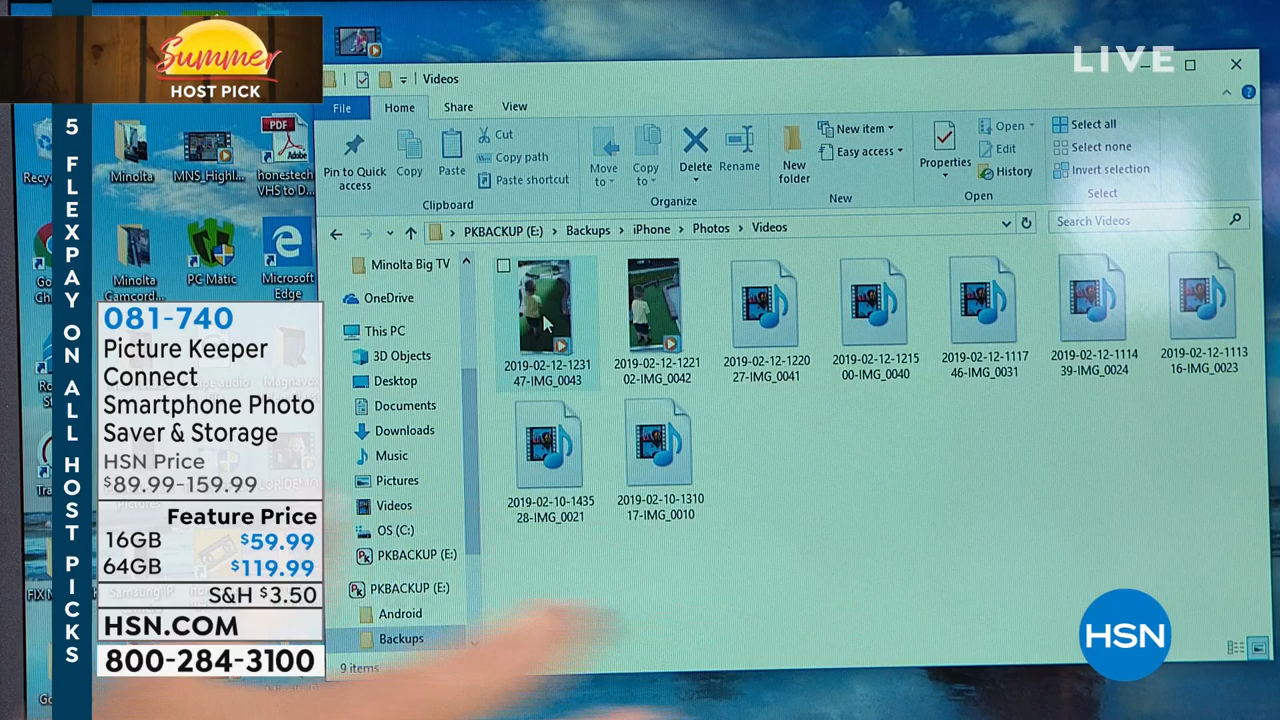 Summer
HOST PICK
LIVE
5 FLEXPAY ON ALL HOST PICKS
081-740
Picture Keeper
Connect
Smartphone Photo
Saver & Storage
HSN Price
$89.99-159.99
Feature Price
16GB $59.99
64GB $119.99
S&H $3.50
HSN.COM
800-284-3100
HSN
Minolta
MNS_Highl...
PDF
Adobe
honestech
VHS to D...
Minolta
Camcord...
PC Matic
Microsoft
Edge
Videos
File Home Share View
Pin to Quick
access
Copy
Paste
Cut
Copy path
Paste shortcut
Clipboard
Move
to
Copy
to
Delete
Rename
Organize
New
folder
New item
Easy access
New
Properties
Open
Edit
History
Open
Select all
Select none
Invert selection
Select
PKBACKUP (E:) > Backups > iPhone > Photos > Videos
Search Videos
Minolta Big TV
OneDrive
This PC
3D Objects
Desktop
Documents
Downloads
Music
Pictures
Videos
OS (C:)
PKBACKUP (E:)
PKBACKUP (E:)
Android
Backups
9 items
2019-02-12-1231
47-IMG_0043
2019-02-12-1221
02-IMG_0042
2019-02-12-1220
27-IMG_0041
2019-02-12-1215
00-IMG_0040
2019-02-12-1117
46-IMG_0031
2019-02-12-1114
39-IMG_0024
2019-02-12-1113
16-IMG_0023
2019-02-10-1435
28-IMG_0021
2019-02-10-1310
17-IMG_0010